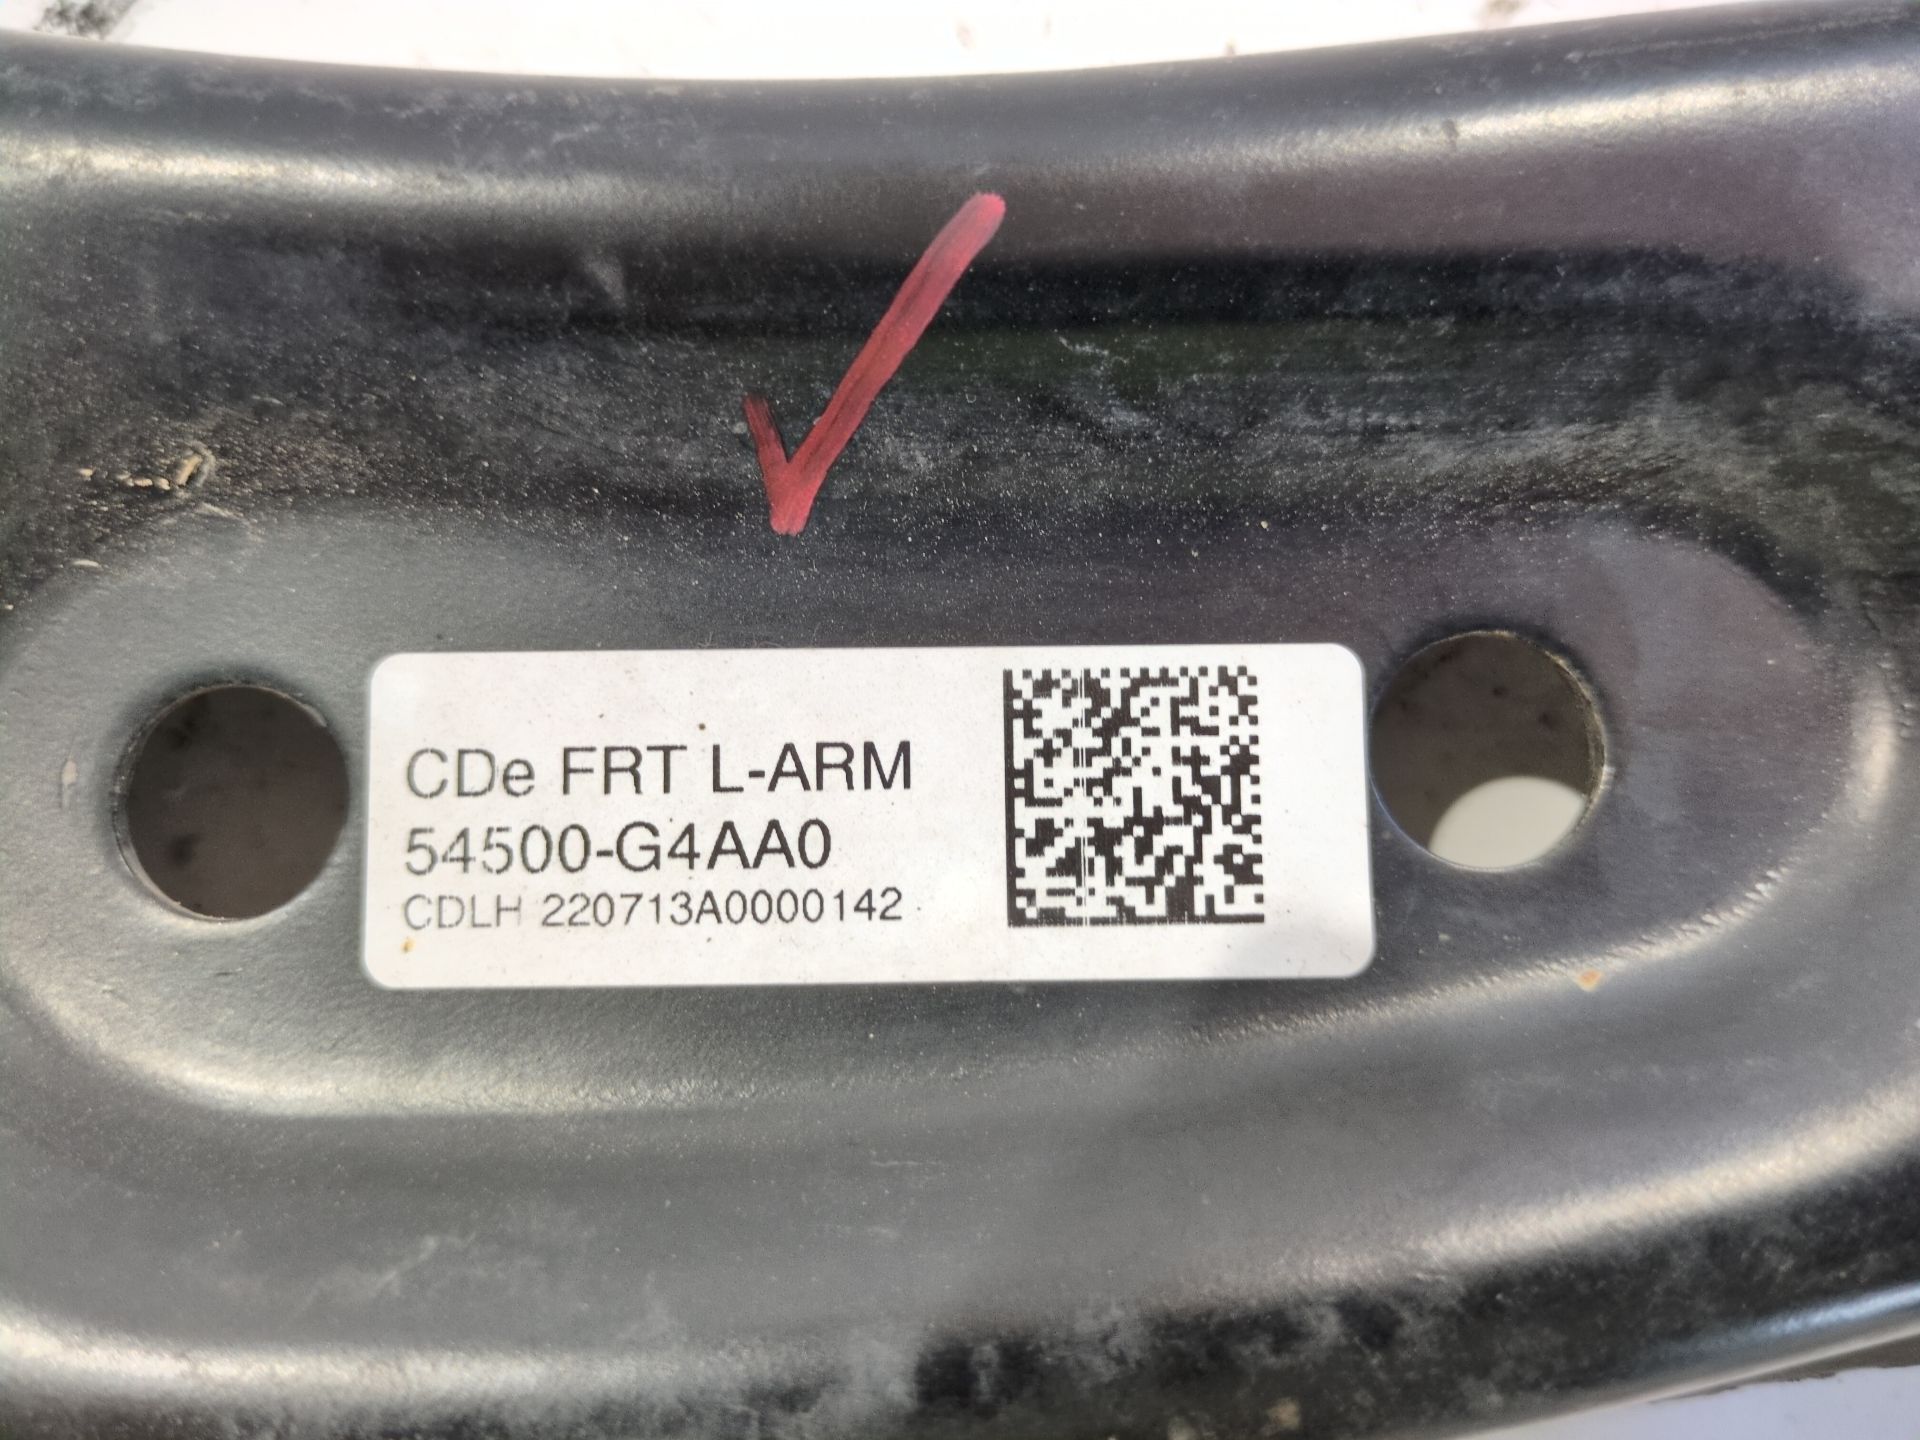 CDe FRT L-ARM
54500-G4AA0
CDLH 220713A0000142